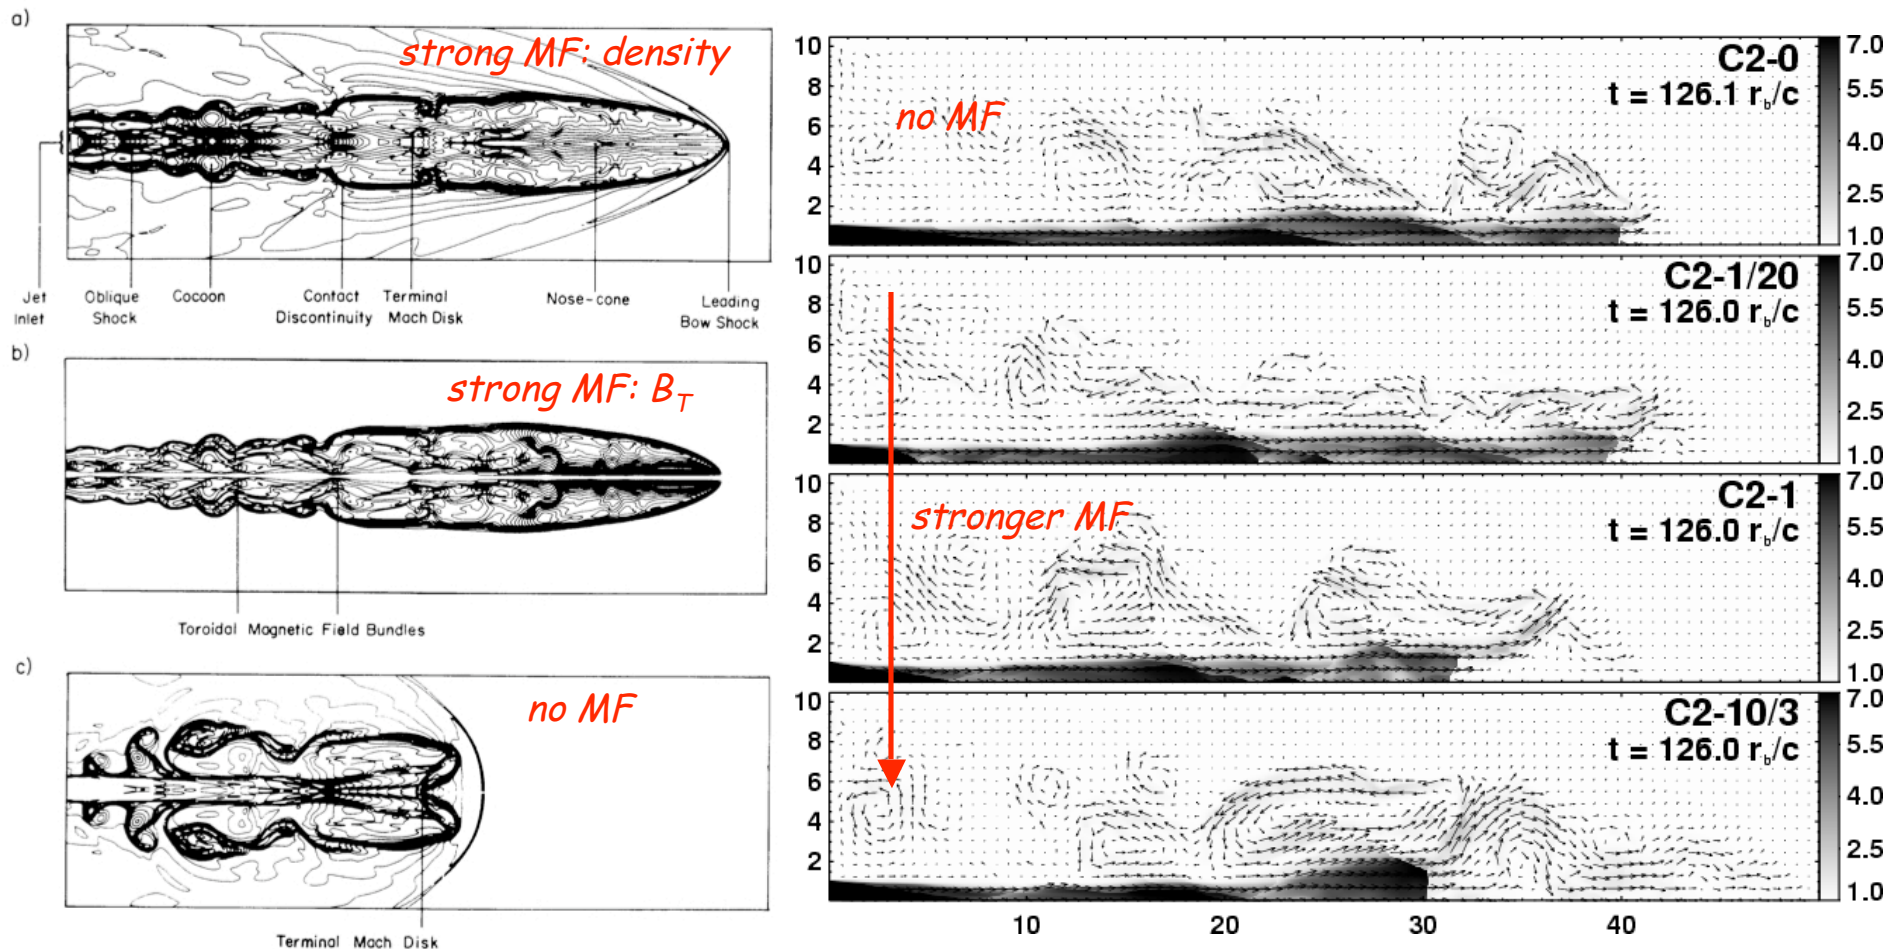 a)
strong MF: density
Jet Inlet
Oblique Shock
Cocoon
Contact Discontinuity
Terminal Mach Disk
Nose-cone
Leading Bow Shock
b)
strong MF: B_T
Toroidal Magnetic Field Bundles
c)
no MF
Terminal Mach Disk
10
8
6
4
2
no MF
C2-0
t = 126.1 r_b/c
7.0
5.5
4.0
2.5
1.0
10
8
6
4
2
C2-1/20
t = 126.0 r_b/c
7.0
5.5
4.0
2.5
1.0
10
8
6
4
2
stronger MF
C2-1
t = 126.0 r_b/c
7.0
5.5
4.0
2.5
1.0
10
8
6
4
2
C2-10/3
t = 126.0 r_b/c
7.0
5.5
4.0
2.5
1.0
10 20 30 40